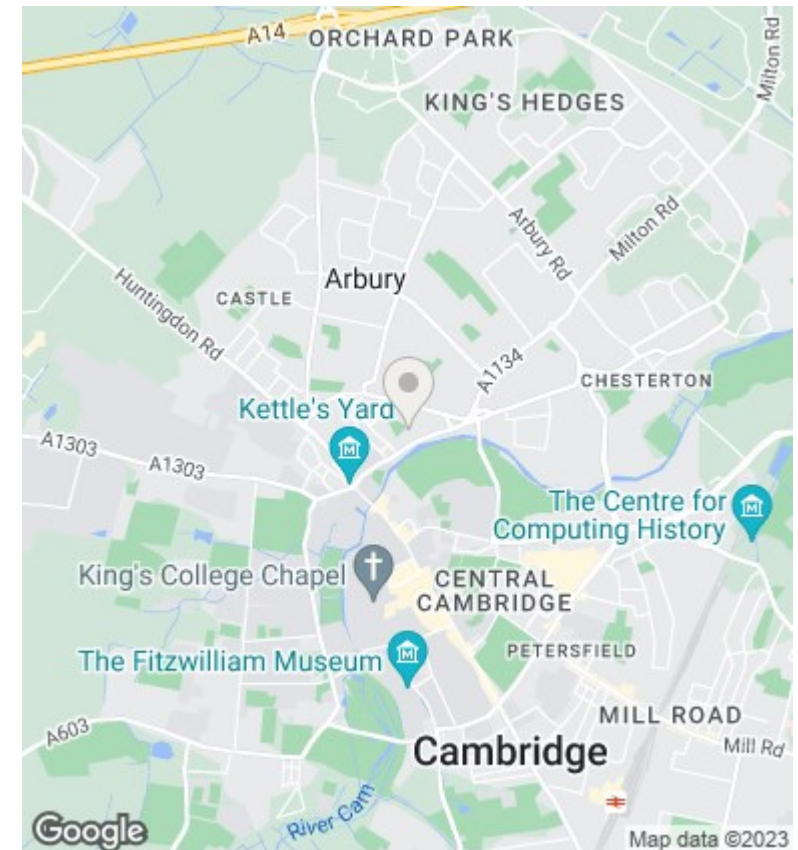 A14
ORCHARD PARK
Milton Rd
KING'S HEDGES
Arbury Rd
Milton Rd
Arbury
Huntingdon Rd
CASTLE
A1134
CHESTERTON
Kettle's Yard
A1303
A1303
The Centre for
Computing History
King's College Chapel
CENTRAL
CAMBRIDGE
The Fitzwilliam Museum
PETERSFIELD
MILL ROAD
A603
Mill Rd
Cambridge
River Cam
Google
Map data ©2023